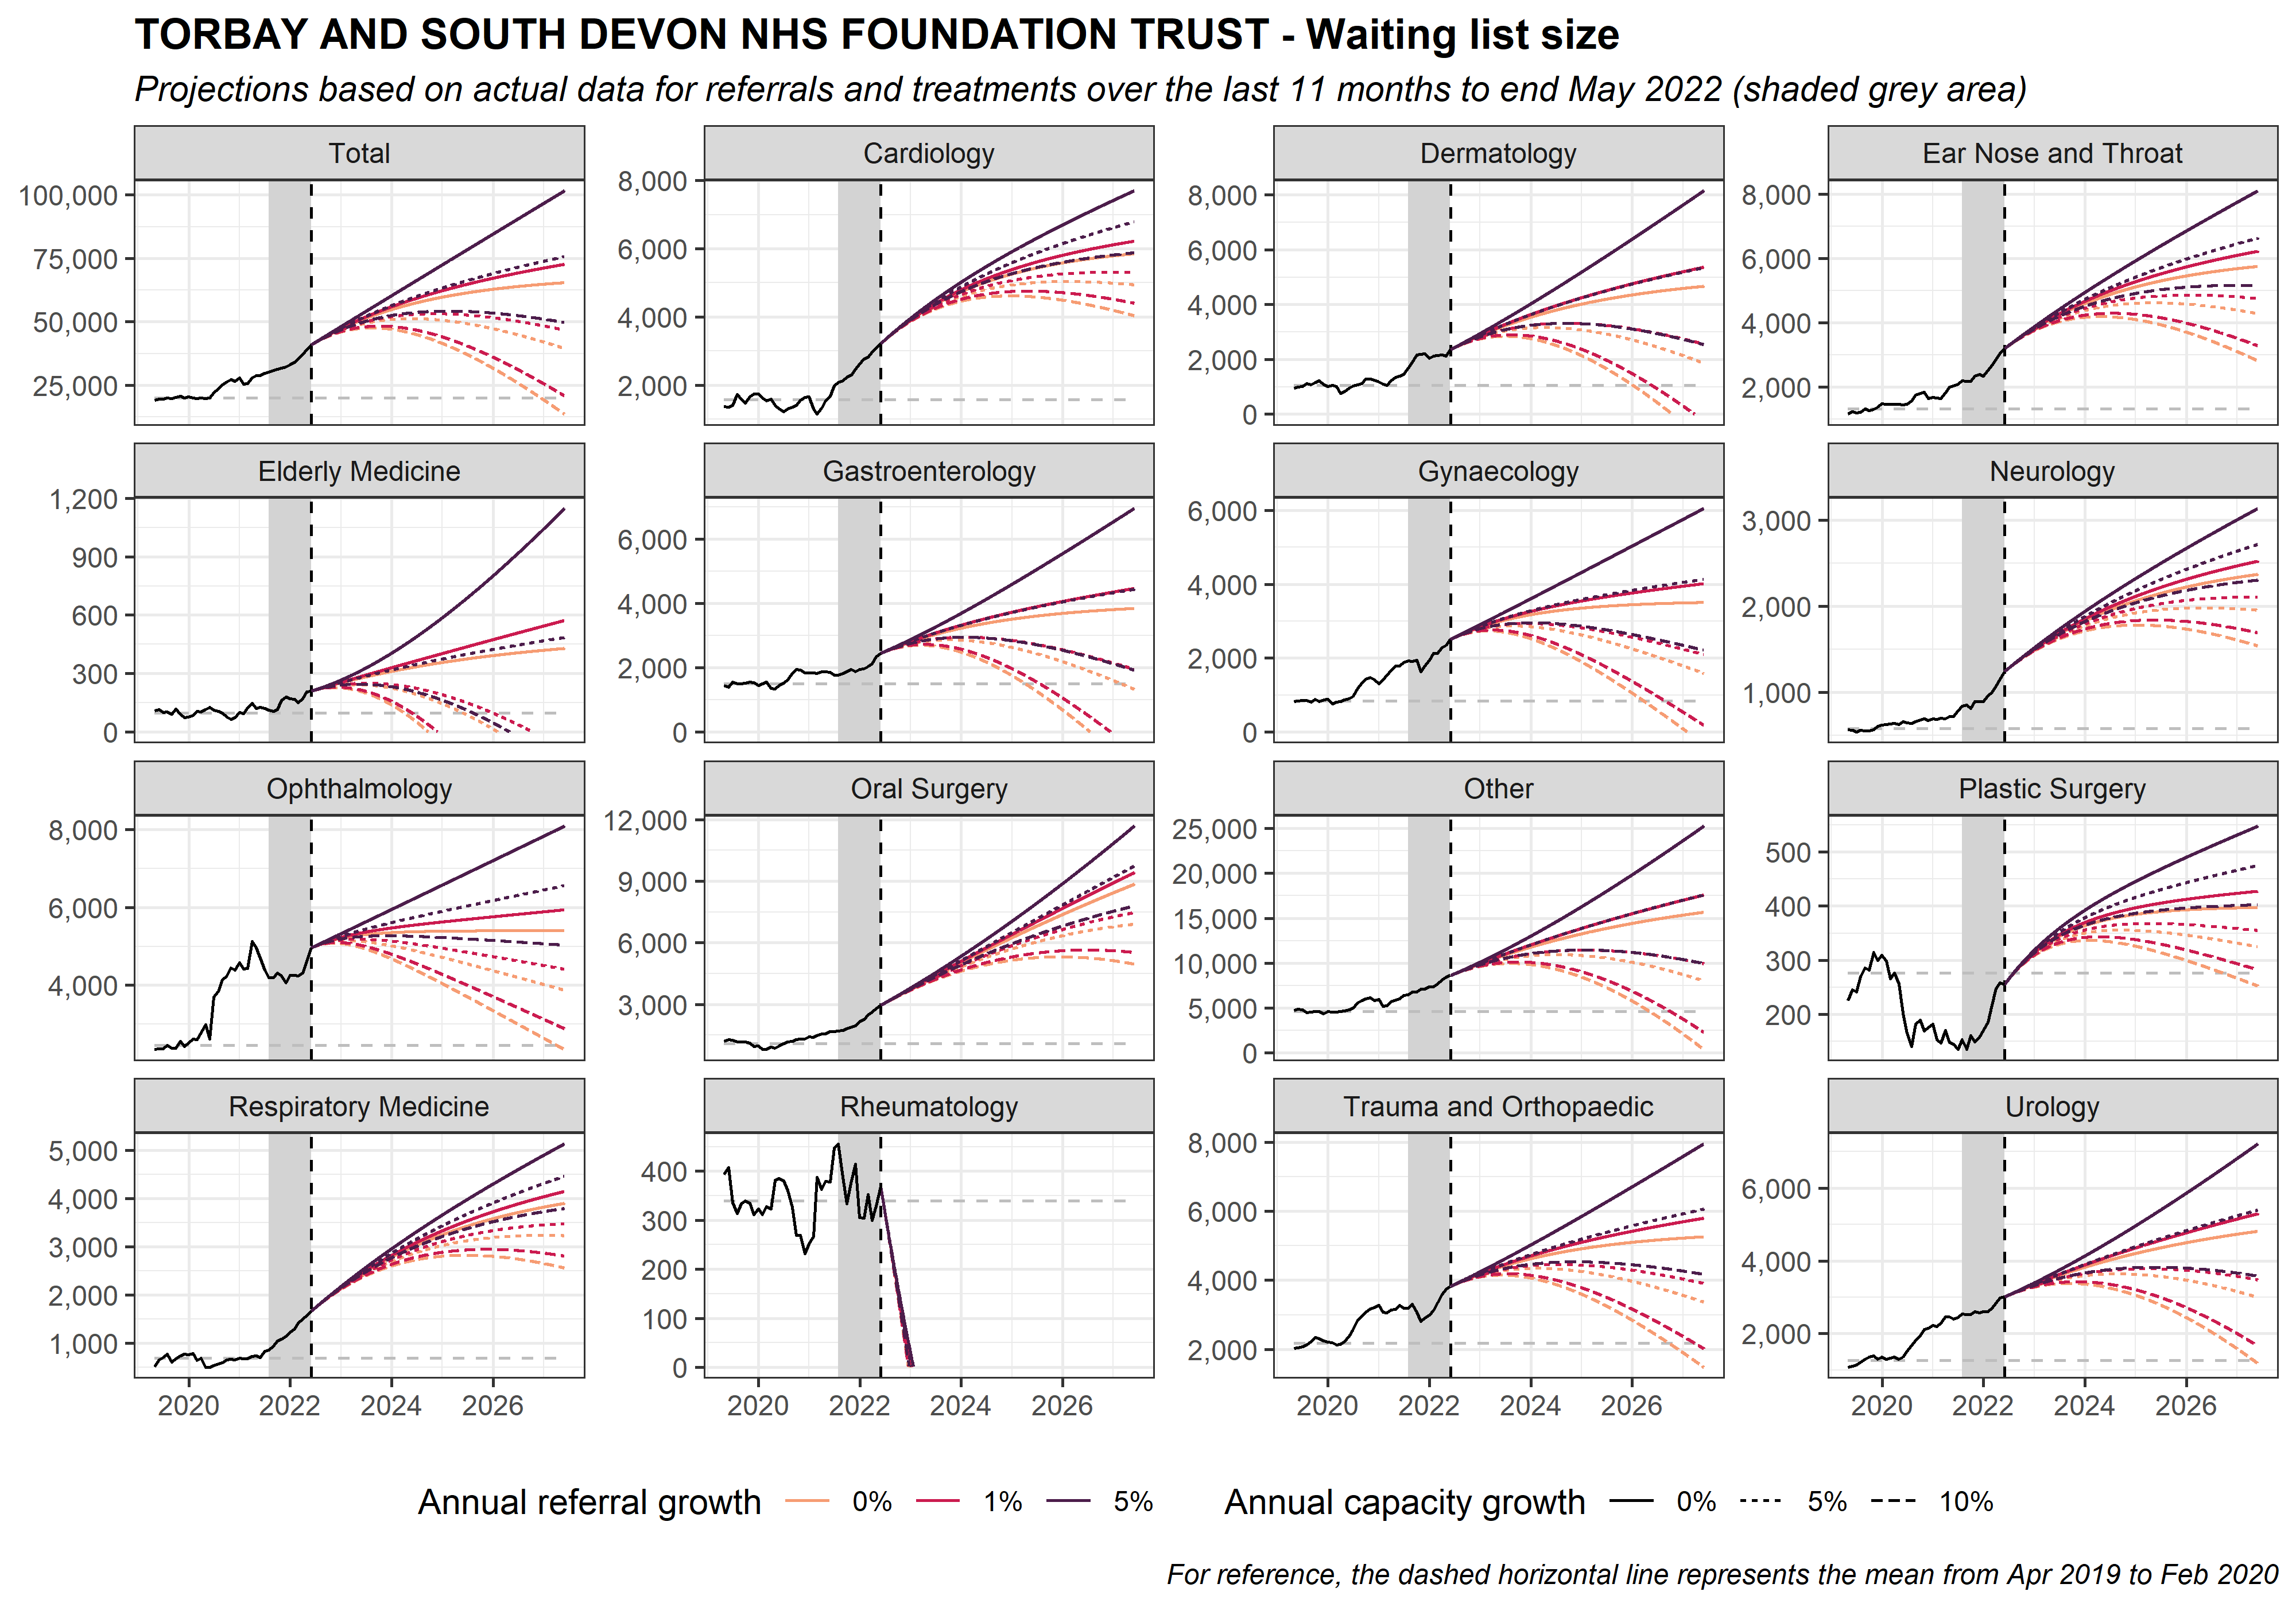 TORBAY AND SOUTH DEVON NHS FOUNDATION TRUST - Waiting list size
Projections based on actual data for referrals and treatments over the last 11 months to end May 2022 (shaded grey area)
Total
Cardiology
Dermatology
Ear Nose and Throat
100,000
75,000
50,000
25,000
8,000
6,000
4,000
2,000
8,000
6,000
4,000
2,000
0
8,000
6,000
4,000
2,000
Elderly Medicine
Gastroenterology
Gynaecology
Neurology
1,200
900
600
300
0
6,000
4,000
2,000
0
6,000
4,000
2,000
0
3,000
2,000
1,000
Ophthalmology
Oral Surgery
Other
Plastic Surgery
8,000
6,000
4,000
12,000
9,000
6,000
3,000
25,000
20,000
15,000
10,000
5,000
0
500
400
300
200
Respiratory Medicine
Rheumatology
Trauma and Orthopaedic
Urology
5,000
4,000
3,000
2,000
1,000
400
300
200
100
0
8,000
6,000
4,000
2,000
6,000
4,000
2,000
2020 2022 2024 2026
2020 2022 2024 2026
2020 2022 2024 2026
2020 2022 2024 2026
Annual referral growth 0% 1% 5%
Annual capacity growth 0% 5% 10%
For reference, the dashed horizontal line represents the mean from Apr 2019 to Feb 2020